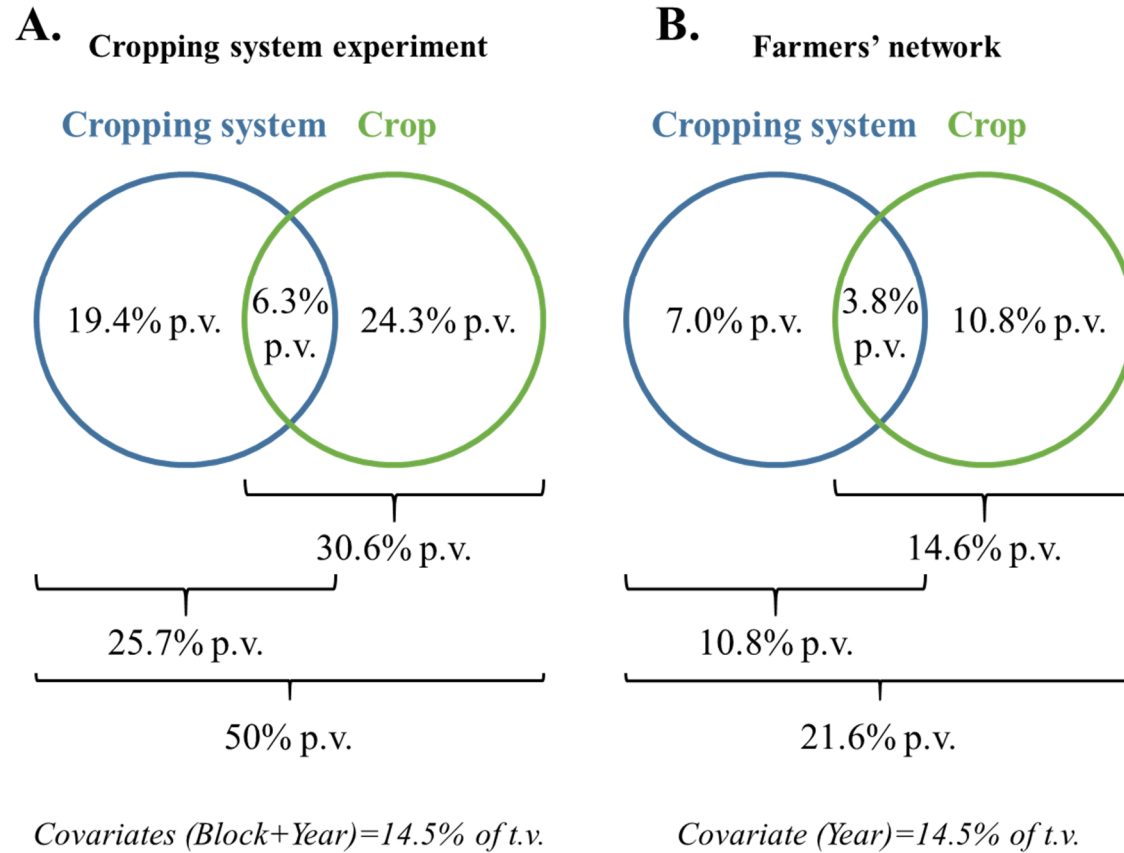 A.
Cropping system experiment
Cropping system Crop
19.4% p.v.
6.3%
p.v.
24.3% p.v.
30.6% p.v.
25.7% p.v.
50% p.v.
Covariates (Block+Year)=14.5% of t.v.
B.
Farmers’ network
Cropping system Crop
7.0% p.v.
3.8%
p.v.
10.8% p.v.
14.6% p.v.
10.8% p.v.
21.6% p.v.
Covariate (Year)=14.5% of t.v.